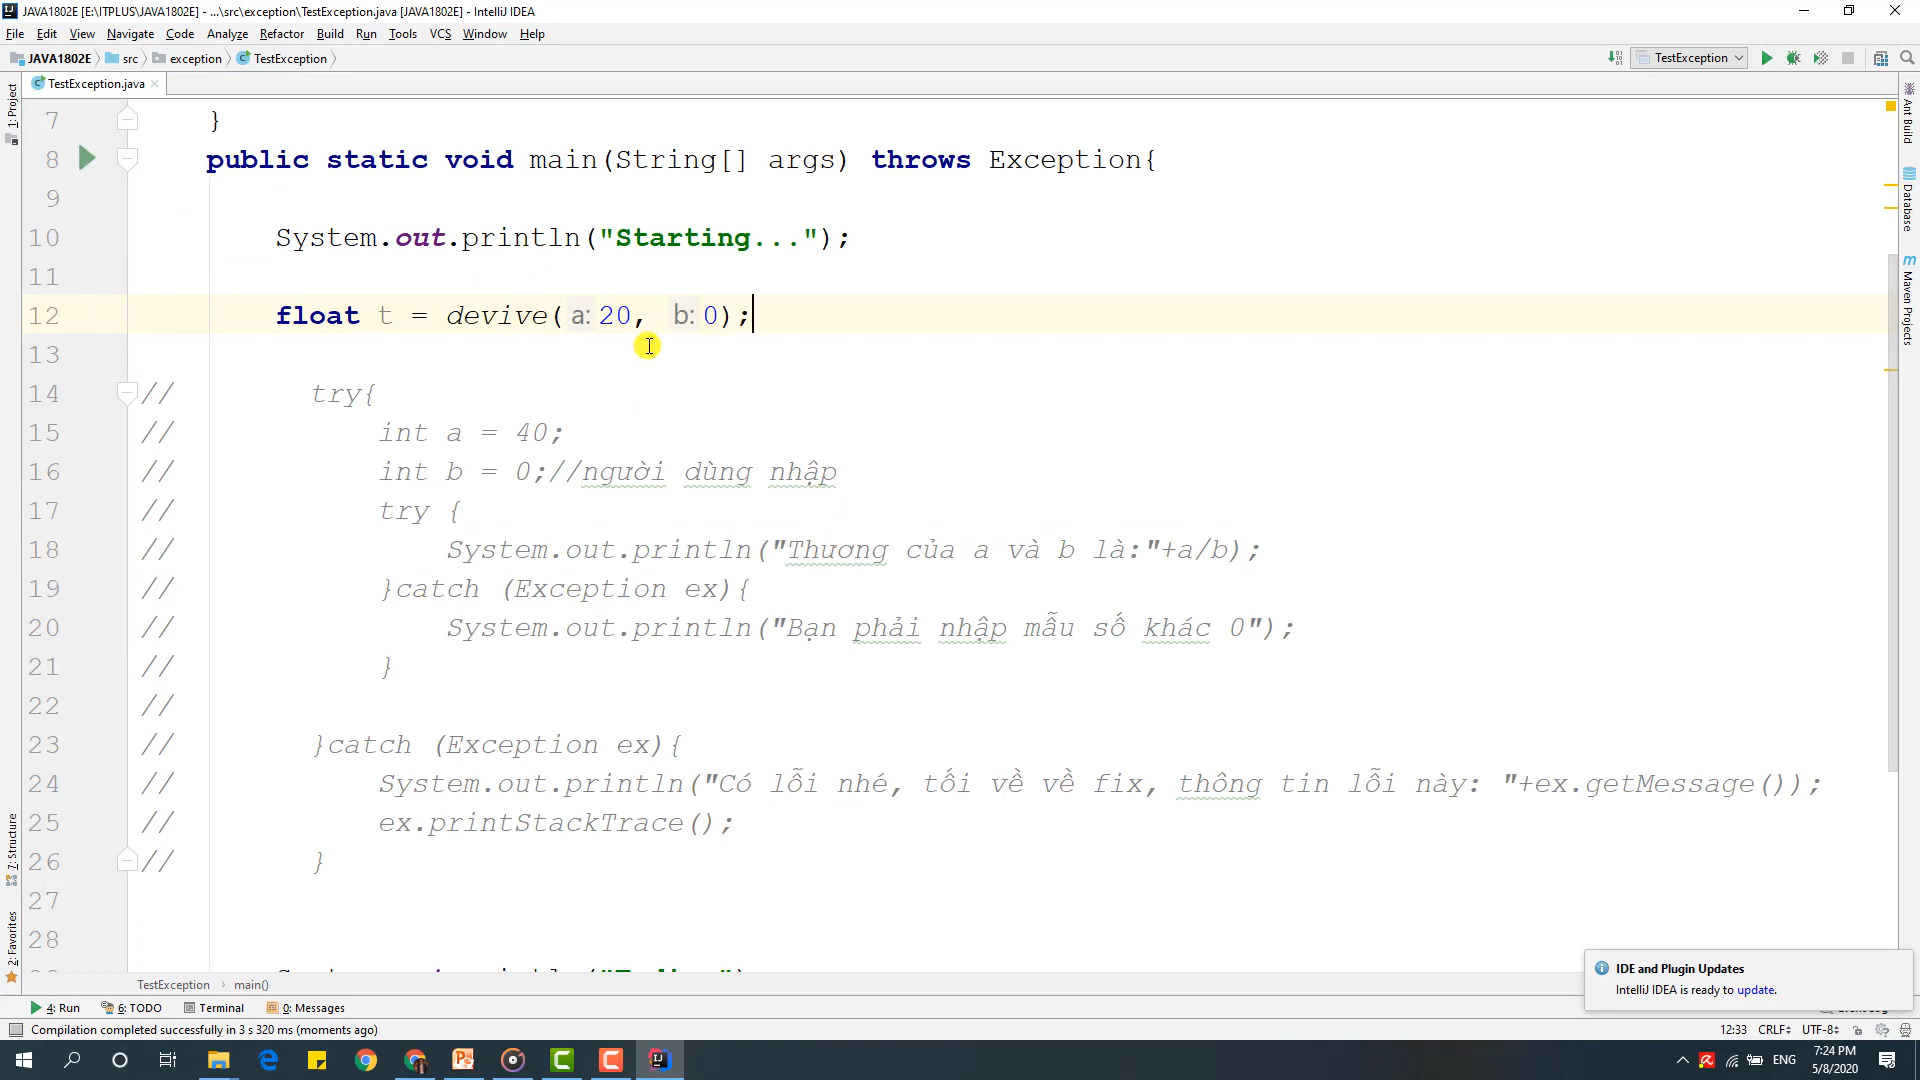 JAVA1802E [E:\ITPLUS\JAVA1802E] - ...\src\exception\TestException.java [JAVA1802E] - IntelliJ IDEA
File Edit View Navigate Code Analyze Refactor Build Run Tools VCS Window Help
JAVA1802E src exception TestException TestException
TestException.java
1: Project
7 }
8 public static void main(String[] args) throws Exception{
9
10 System.out.println("Starting...");
11
12 float t = devive( a: 20, b: 0);
13
14 // try{
15 // int a = 40;
16 // int b = 0;//người dùng nhập
17 // try {
18 // System.out.println("Thương của a và b là:"+a/b);
19 // }catch (Exception ex){
20 // System.out.println("Bạn phải nhập mẫu số khác 0");
21 // }
22 //
23 // }catch (Exception ex){
24 // System.out.println("Có lỗi nhé, tối về về fix, thông tin lỗi này: "+ex.getMessage());
25 // ex.printStackTrace();
26 // }
27
28
7: Structure
2: Favorites
Ant Build
Database
Maven Projects
IDE and Plugin Updates
IntelliJ IDEA is ready to update.
TestException main()
4: Run 6: TODO Terminal 0: Messages
Compilation completed successfully in 3 s 320 ms (moments ago) 12:33 CRLF UTF-8
ENG 7:24 PM
5/8/2020